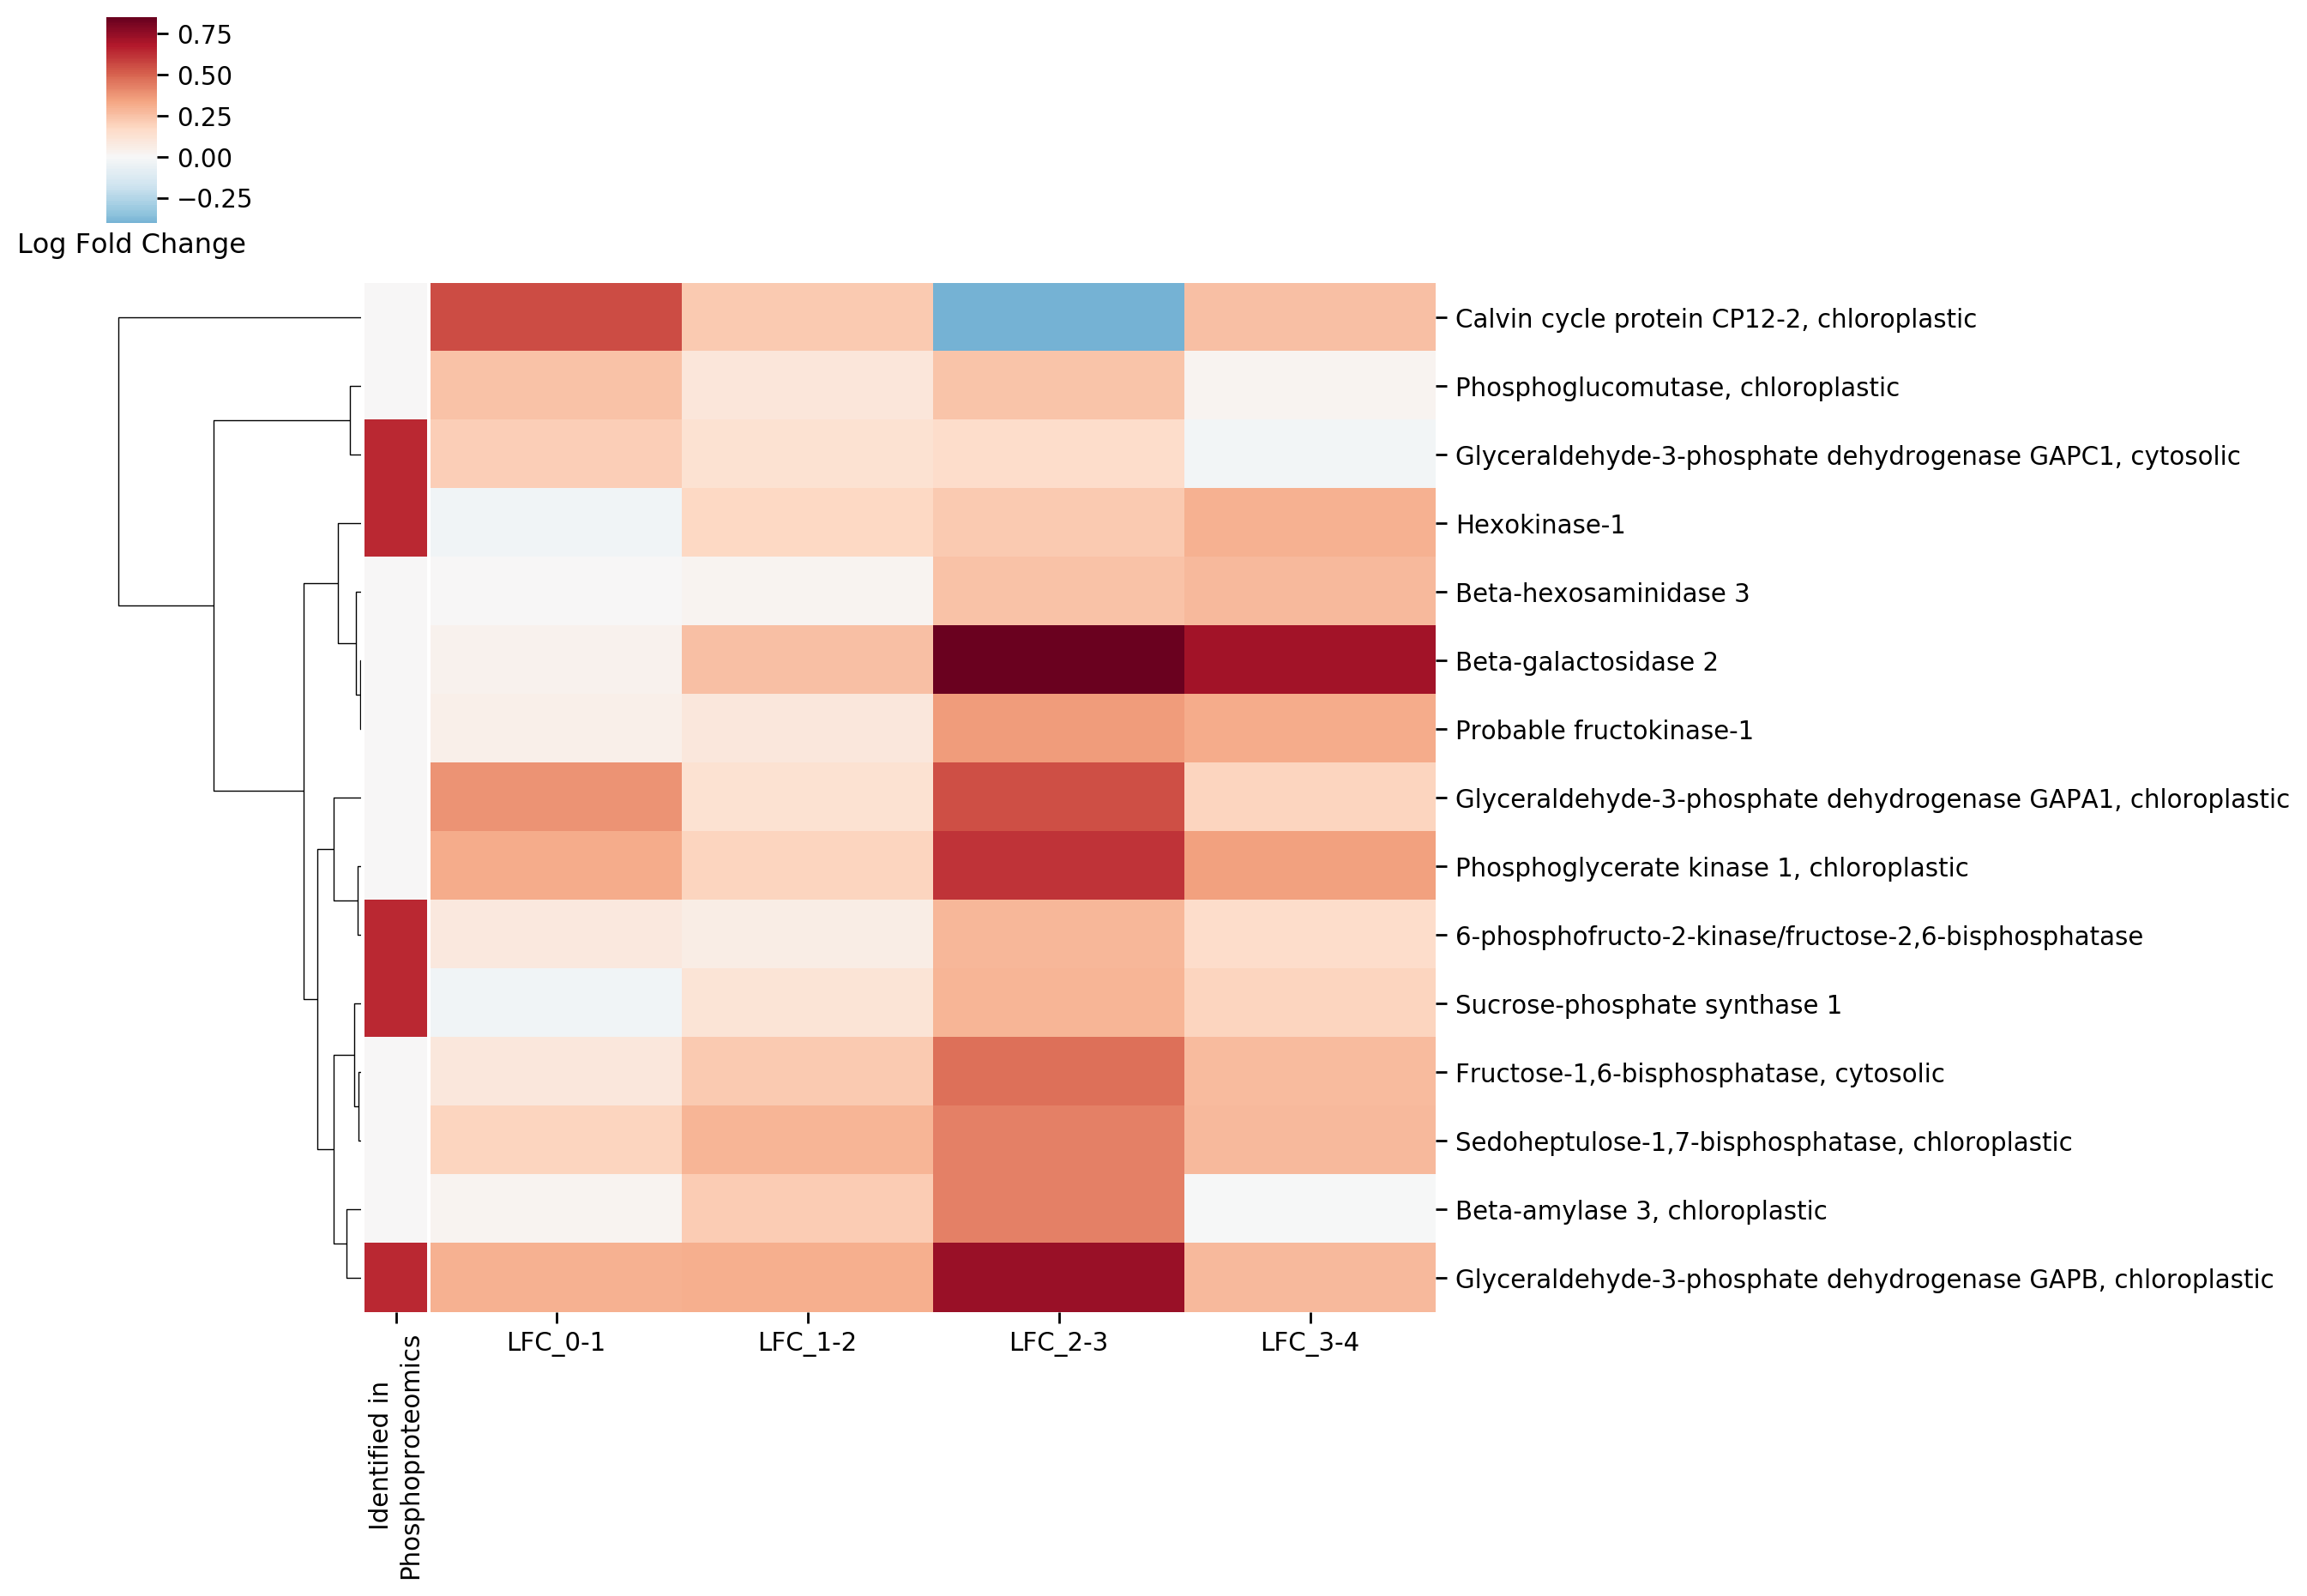 0.75
0.50
0.25
0.00
−0.25
Log Fold Change
Calvin cycle protein CP12-2, chloroplastic
Phosphoglucomutase, chloroplastic
Glyceraldehyde-3-phosphate dehydrogenase GAPC1, cytosolic
Hexokinase-1
Beta-hexosaminidase 3
Beta-galactosidase 2
Probable fructokinase-1
Glyceraldehyde-3-phosphate dehydrogenase GAPA1, chloroplastic
Phosphoglycerate kinase 1, chloroplastic
6-phosphofructo-2-kinase/fructose-2,6-bisphosphatase
Sucrose-phosphate synthase 1
Fructose-1,6-bisphosphatase, cytosolic
Sedoheptulose-1,7-bisphosphatase, chloroplastic
Beta-amylase 3, chloroplastic
Glyceraldehyde-3-phosphate dehydrogenase GAPB, chloroplastic
LFC_0-1
LFC_1-2
LFC_2-3
LFC_3-4
Identified in
Phosphoproteomics